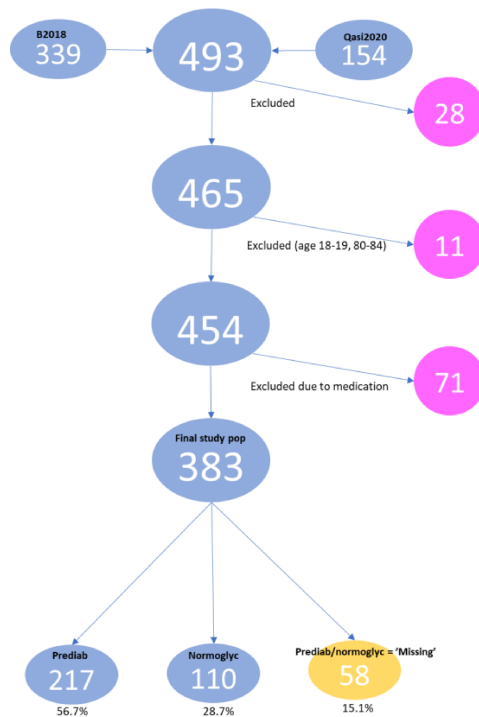 B2018
339
493
Qasi2020
154
Excluded
28
465
Excluded (age 18-19, 80-84)
11
454
Excluded due to medication
71
Final study pop
383
Prediab
217
56.7%
Normoglyc
110
28.7%
Prediab/normoglyc = 'Missing'
58
15.1%